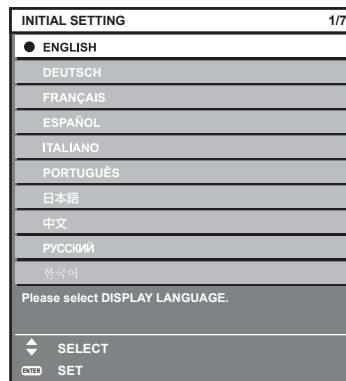 INITIAL SETTING 1/7
ENGLISH
DEUTSCH
FRANÇAIS
ESPAÑOL
ITALIANO
PORTUGUÊS
日本語
中文
РУССКИЙ
한국어
Please select DISPLAY LANGUAGE.
SELECT
ENTER SET